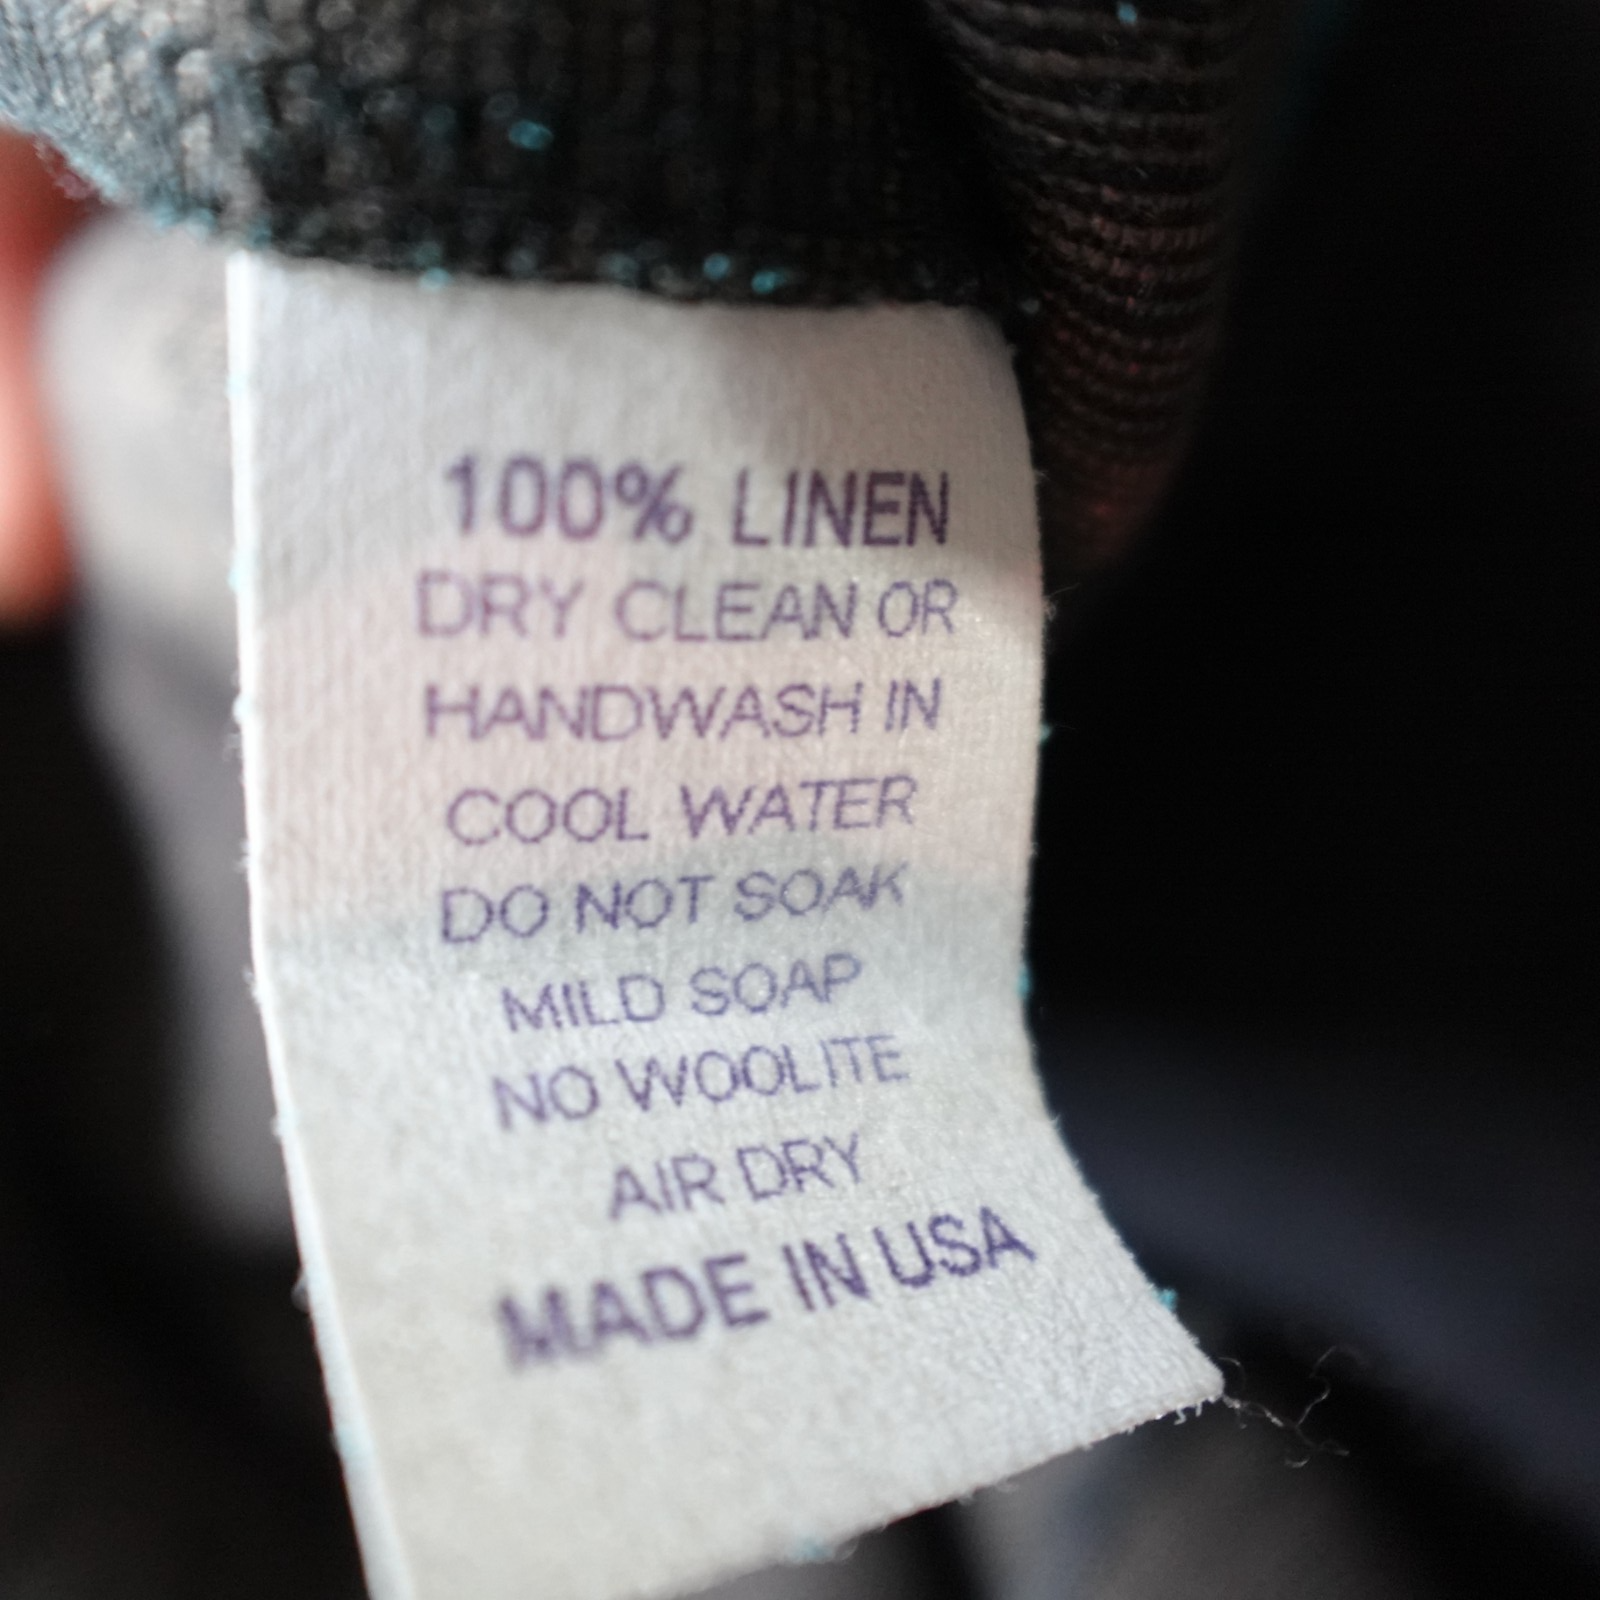 100% LINEN
DRY CLEAN OR
HANDWASH IN
COOL WATER
DO NOT SOAK
MILD SOAP
NO WOOLITE
AIR DRY
MADE IN USA